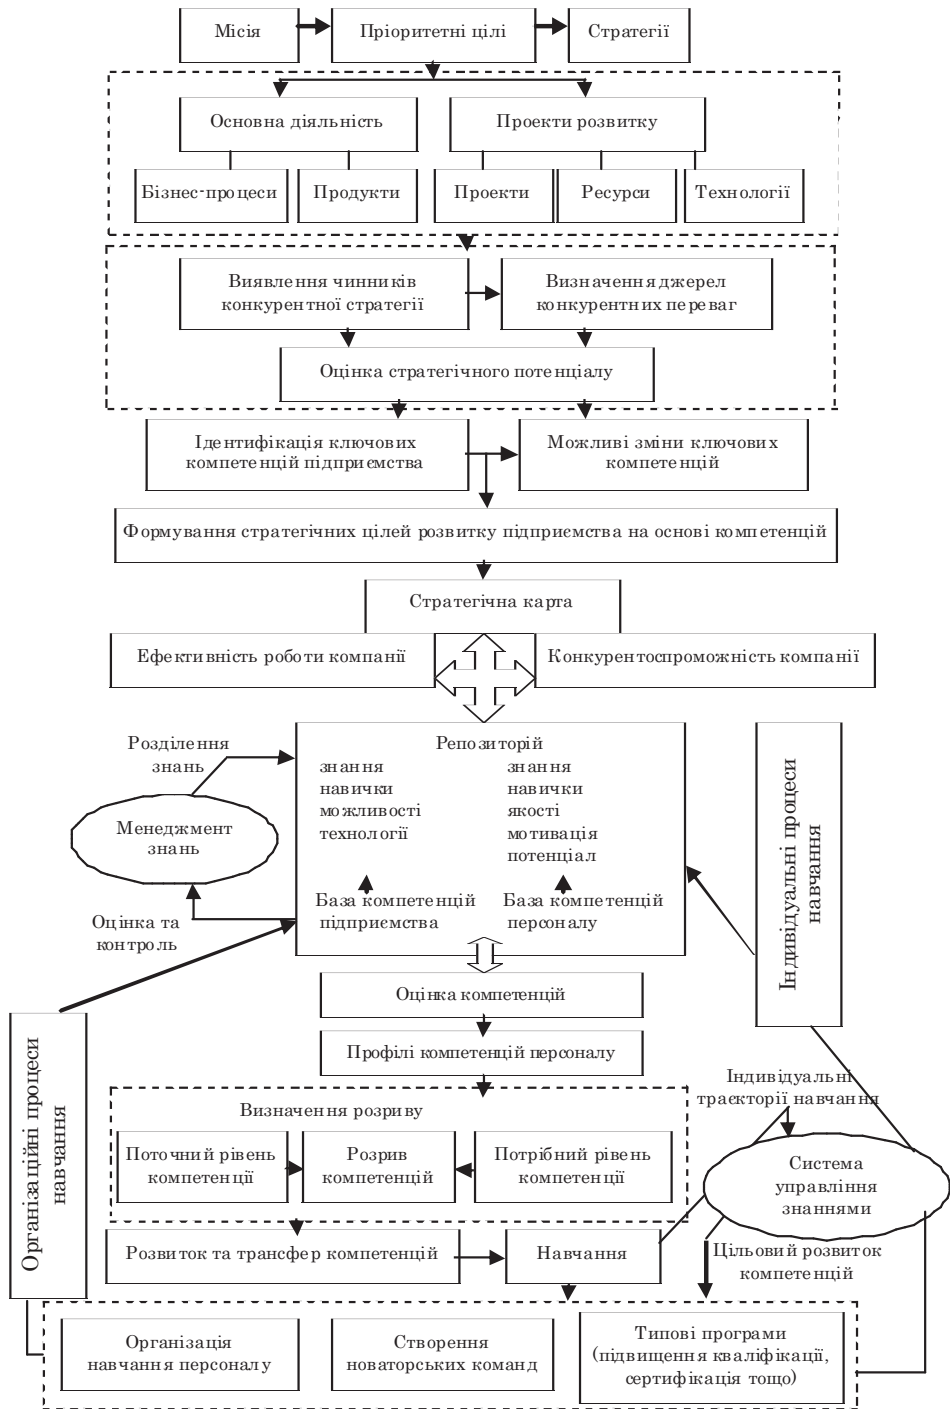 Місія
Пріоритетні цілі
Стратегії
Основна діяльність
Проекти розвитку
Бізнес-процеси
Продукти
Проекти
Ресурси
Технології
Виявлення чинників
конкурентної стратегії
Визначення джерел
конкурентних переваг
Оцінка стратегічного потенціалу
Ідентифікація ключових
компетенцій підприємства
Можливі зміни ключових
компетенцій
Формування стратегічних цілей розвитку підприємства на основі компетенцій
Стратегічна карта
Ефективність роботи компанії
Конкурентоспроможність компанії
Розділення
знань
Менеджмент
знань
Оцінка та
контроль
Репозиторій
знання
навички
можливості
технології
знання
навички
якості
мотивація
потенціал
База компетенцій
підприємства
База компетенцій
персоналу
Індивідуальні процеси
навчання
Оцінка компетенцій
Профілі компетенцій персоналу
Організаційні процеси
навчання
Визначення розриву
Поточний рівень
компетенції
Розрив
компетенцій
Потрібний рівень
компетенції
Індивідуальні
траєкторії навчання
Система
управління
знаннями
Розвиток та трансфер компетенцій
Навчання
Цільовий розвиток
компетенцій
Організація
навчання персоналу
Створення
новаторських команд
Типові програми
(підвищення кваліфікації,
сертифікація тощо)